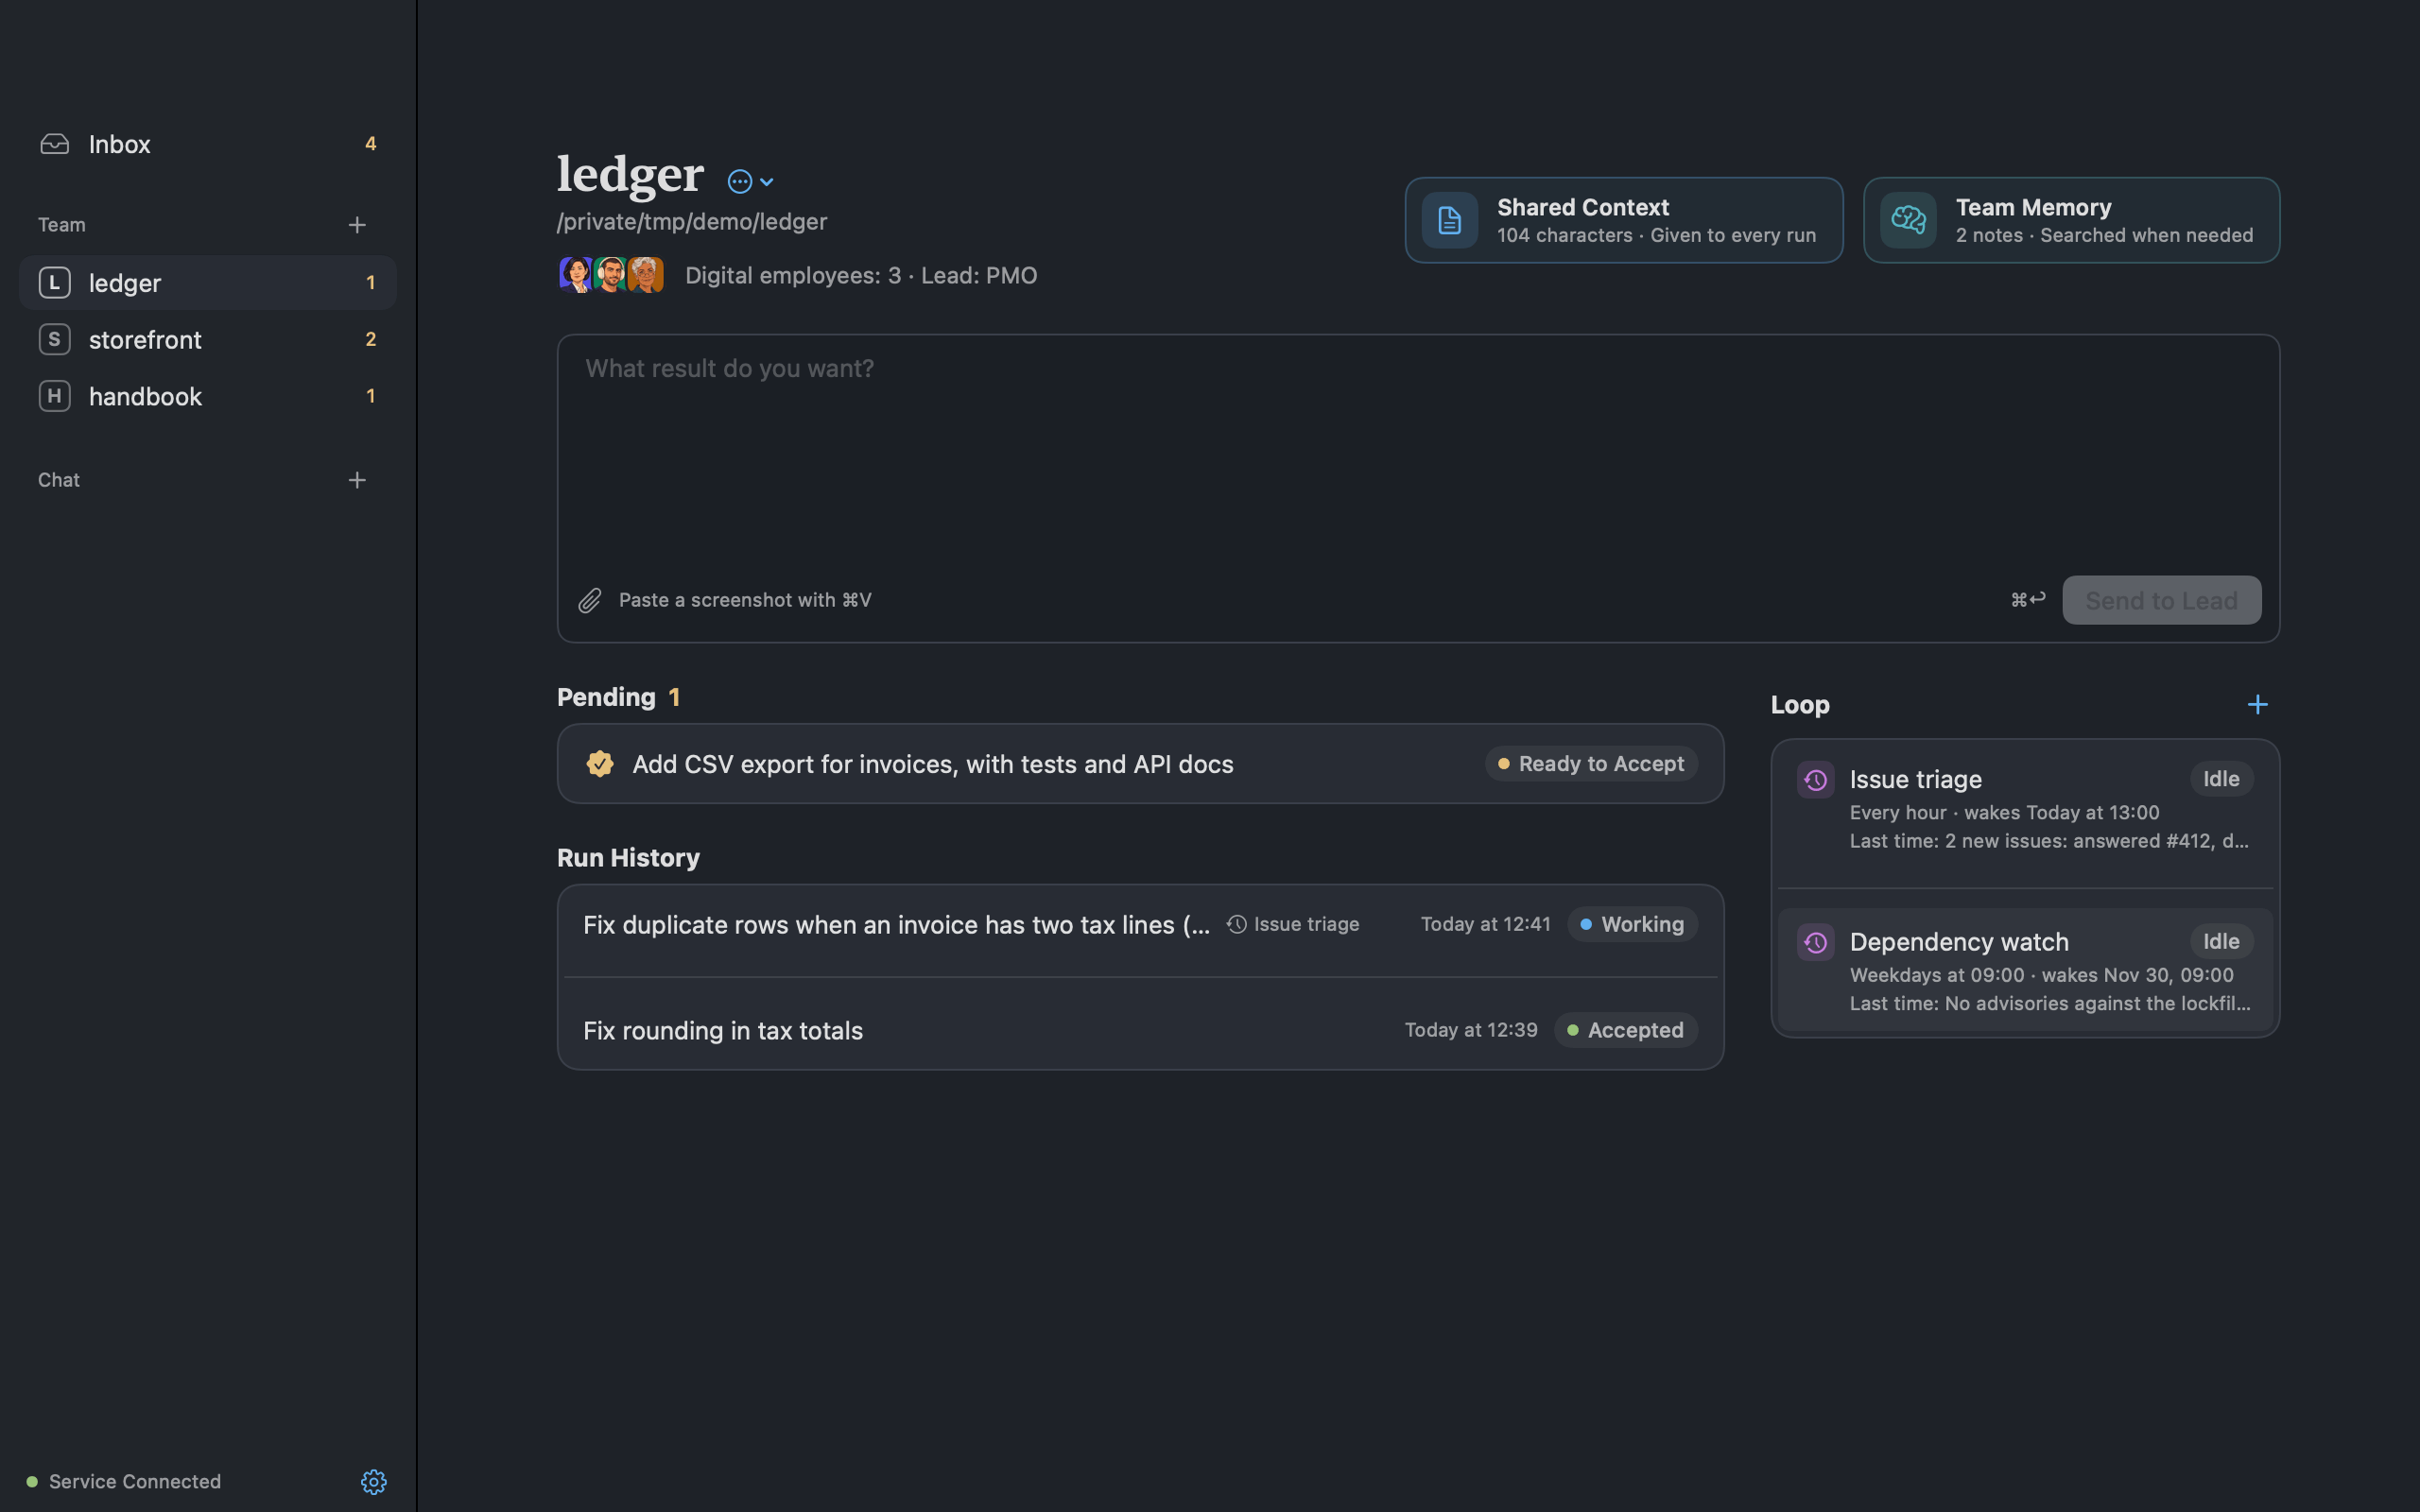 Inbox 4
Team
L ledger 1
S storefront 2
H handbook 1
Chat
Service Connected
ledger
/private/tmp/demo/ledger
Digital employees: 3 · Lead: PMO
Shared Context
104 characters · Given to every run
Team Memory
2 notes · Searched when needed
What result do you want?
Paste a screenshot with ⌘V
⌘↩ Send to Lead
Pending 1
Add CSV export for invoices, with tests and API docs Ready to Accept
Run History
Fix duplicate rows when an invoice has two tax lines (... Issue triage Today at 12:41 Working
Fix rounding in tax totals Today at 12:39 Accepted
Loop
Issue triage Idle
Every hour · wakes Today at 13:00
Last time: 2 new issues: answered #412, d...
Dependency watch Idle
Weekdays at 09:00 · wakes Nov 30, 09:00
Last time: No advisories against the lockfil...